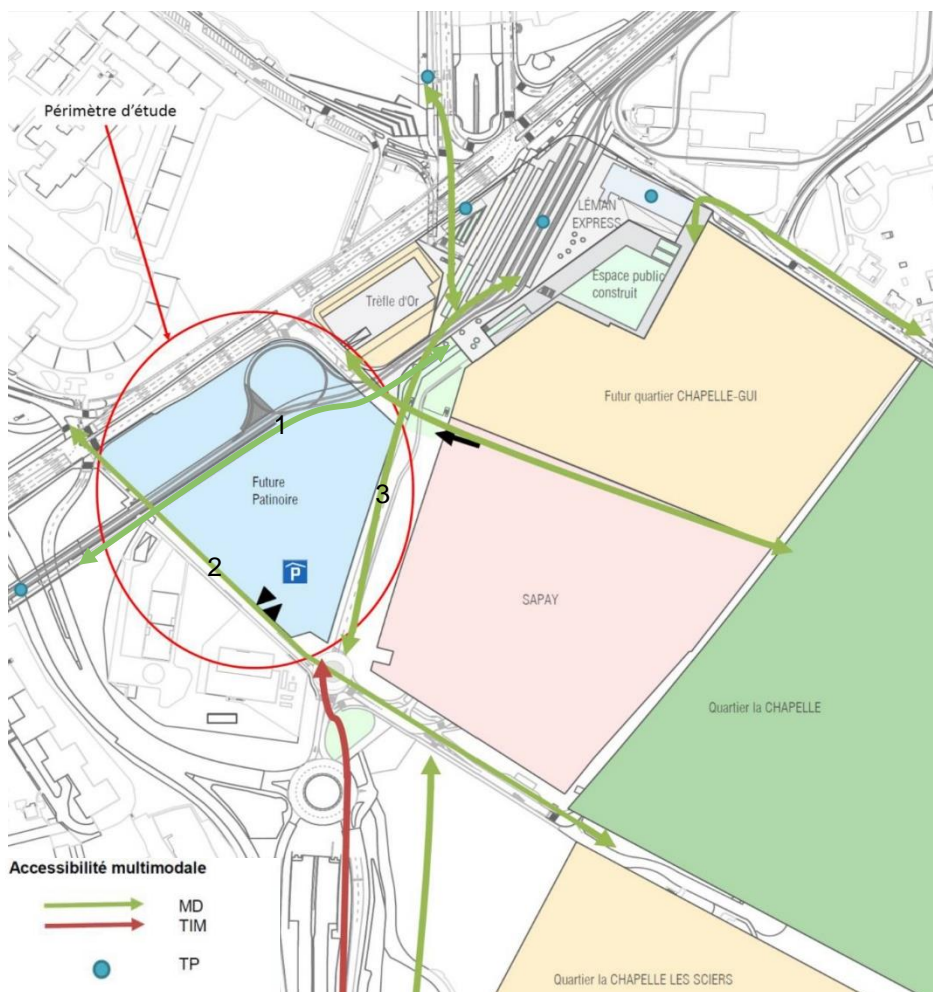 Périmètre d'étude
LÉMAN
EXPRESS
Espace public
construit
Trèfle d'Or
Futur quartier CHAPELLE-GUI
1
Future
Patinoire
3
2
P
SAPAY
Quartier la CHAPELLE
Accessibilité multimodale
MD
TIM
TP
Quartier la CHAPELLE LES SCIERS